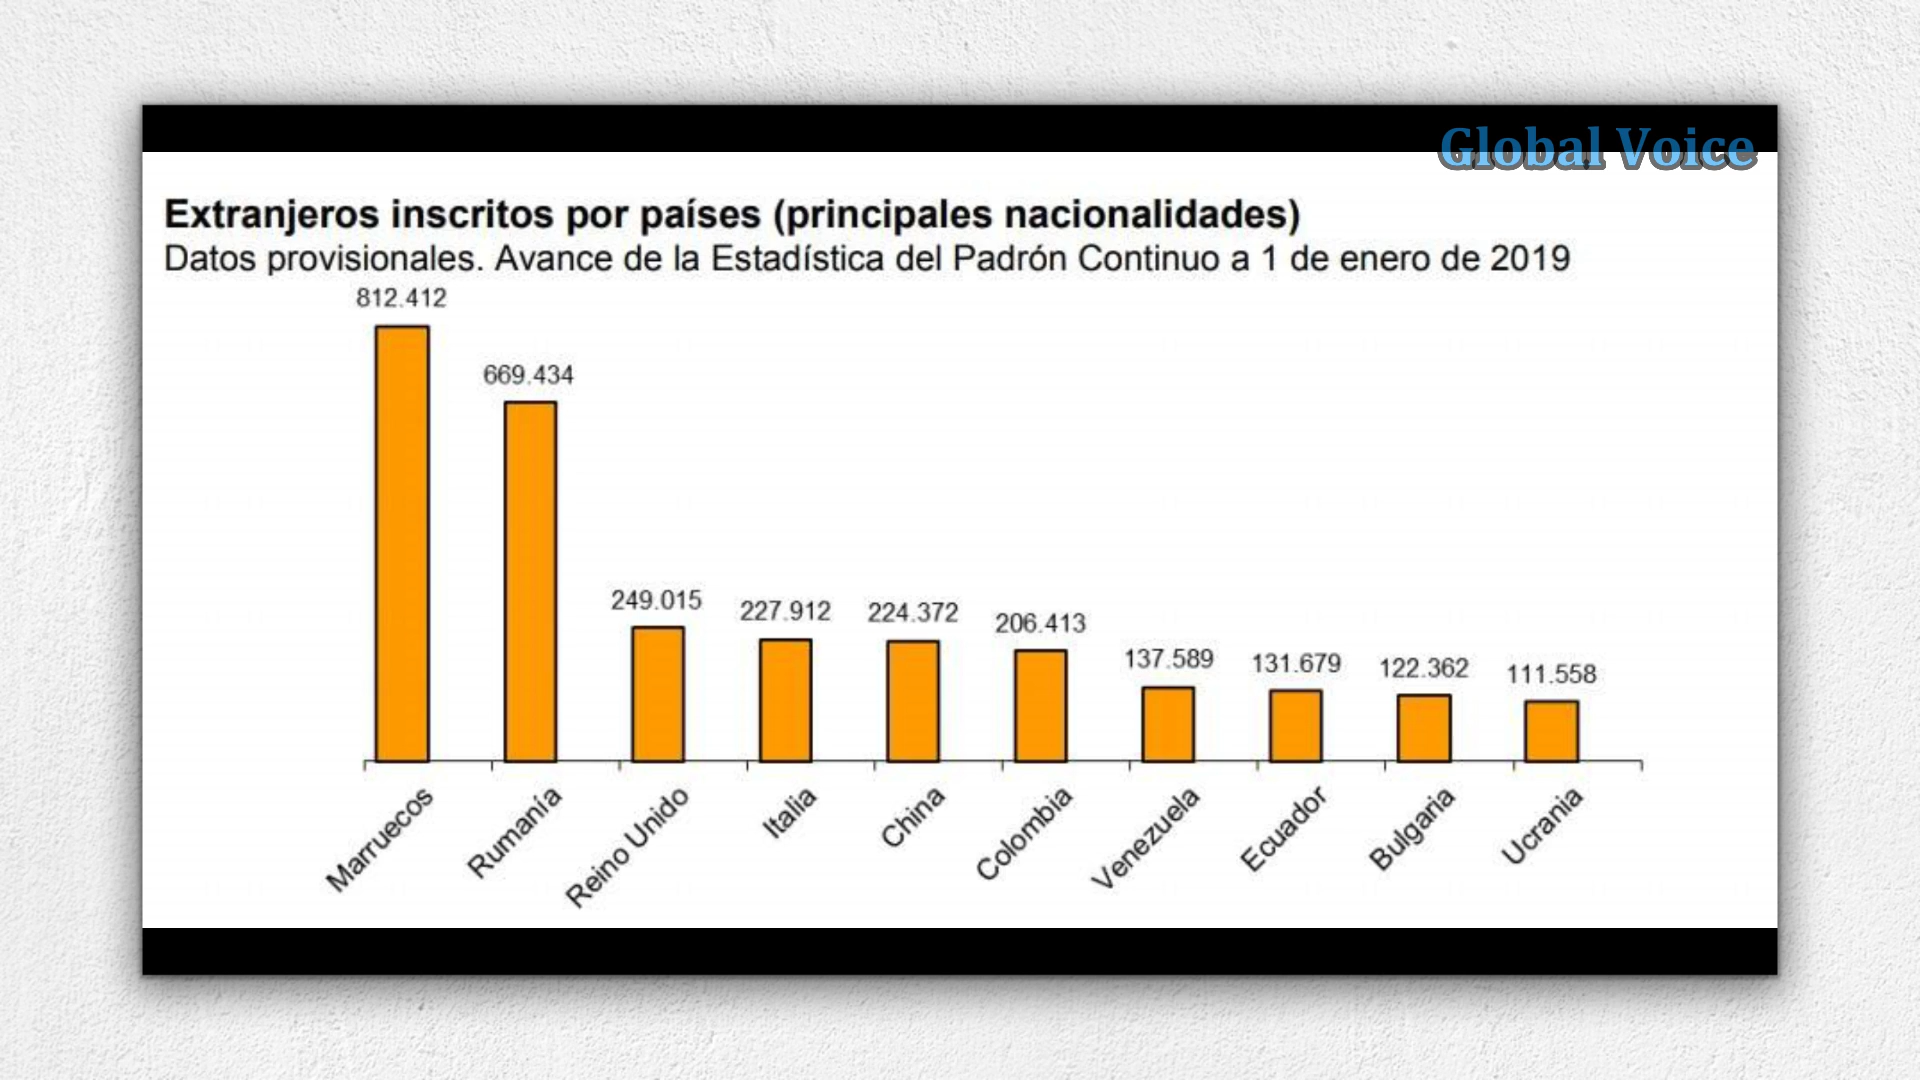 Global Voice
Extranjeros inscritos por países (principales nacionalidades)
Datos provisionales. Avance de la Estadística del Padrón Continuo a 1 de enero de 2019
812.412
669.434
249.015
227.912
224.372
206.413
137.589
131.679
122.362
111.558
Marruecos
Rumanía
Reino Unido
Italia
China
Colombia
Venezuela
Ecuador
Bulgaria
Ucrania